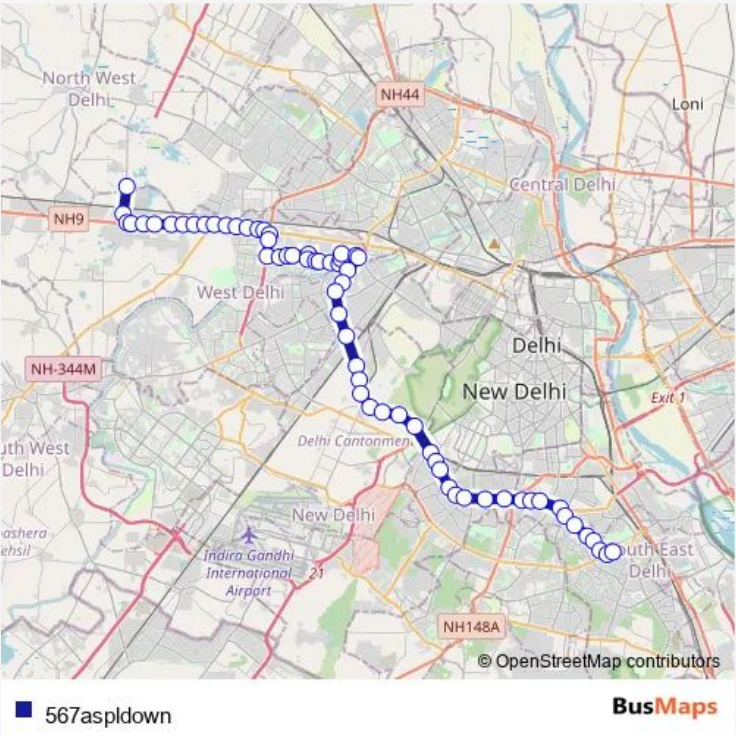 North West
Delhi
NH44
Loni
Central Delhi
NH9
West Delhi
Delhi
NH-344M
New Delhi
Exit 1
Delhi Cantonmen
uth West
Delhi
New Delhi
ashera
ehsil
Indira Gandhi
International
Airport
21
outh East
Delhi
NH148A
© OpenStreetMap contributors
567aspldown
BusMaps